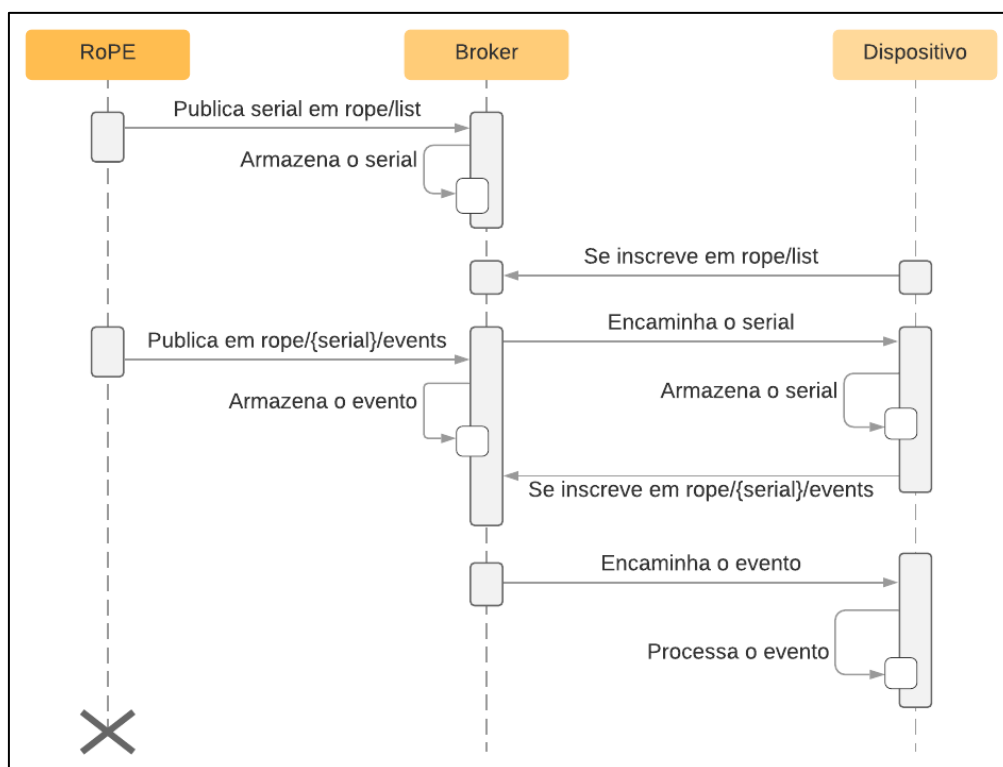 RoPE
Broker
Dispositivo
Publica serial em rope/list
Armazena o serial
Se inscreve em rope/list
Encaminha o serial
Publica em rope/{serial}/events
Armazena o serial
Armazena o evento
Se inscreve em rope/{serial}/events
Encaminha o evento
Processa o evento